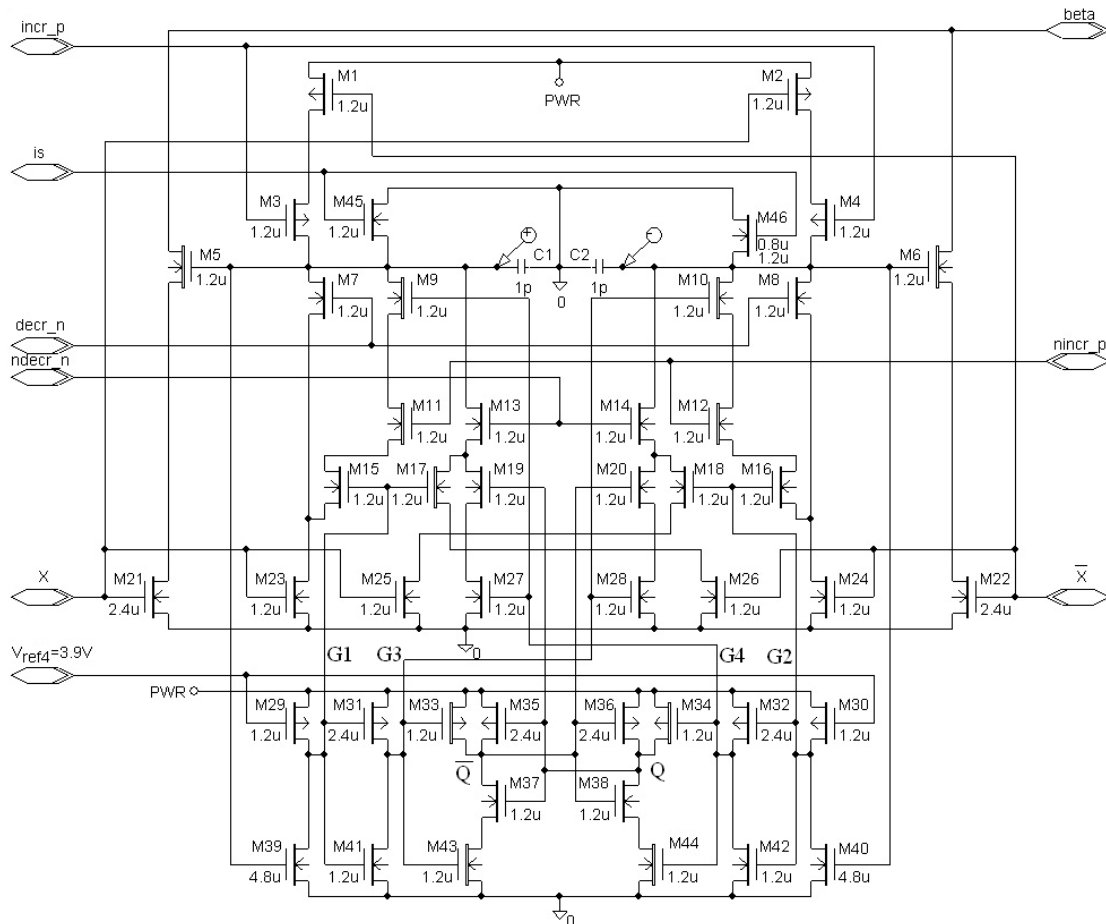 incr_p
beta
M1
1.2u
M2
1.2u
PWR
is
M3
1.2u
M45
1.2u
M46
0.8u
1.2u
M4
1.2u
M5
1.2u
+
C1
1p
C2
1p
-
0
M6
1.2u
M7
1.2u
M9
1.2u
M10
1.2u
M8
1.2u
decr_n
ndecr_n
nincr_p
M11
1.2u
M13
1.2u
M14
1.2u
M12
1.2u
M15
1.2u
M17
1.2u
M19
1.2u
M20
1.2u
M18
1.2u
M16
1.2u
X
M21
2.4u
M23
1.2u
M25
1.2u
M27
1.2u
M28
1.2u
M26
1.2u
M24
1.2u
M22
2.4u
X̅
0
Vref4=3.9V
G1
G3
G4
G2
PWR
M29
1.2u
M31
2.4u
M33
1.2u
M35
2.4u
M36
2.4u
M34
1.2u
M32
2.4u
M30
1.2u
Q̅
Q
M37
1.2u
M38
1.2u
M39
4.8u
M41
1.2u
M43
1.2u
M44
1.2u
M42
1.2u
M40
4.8u
0